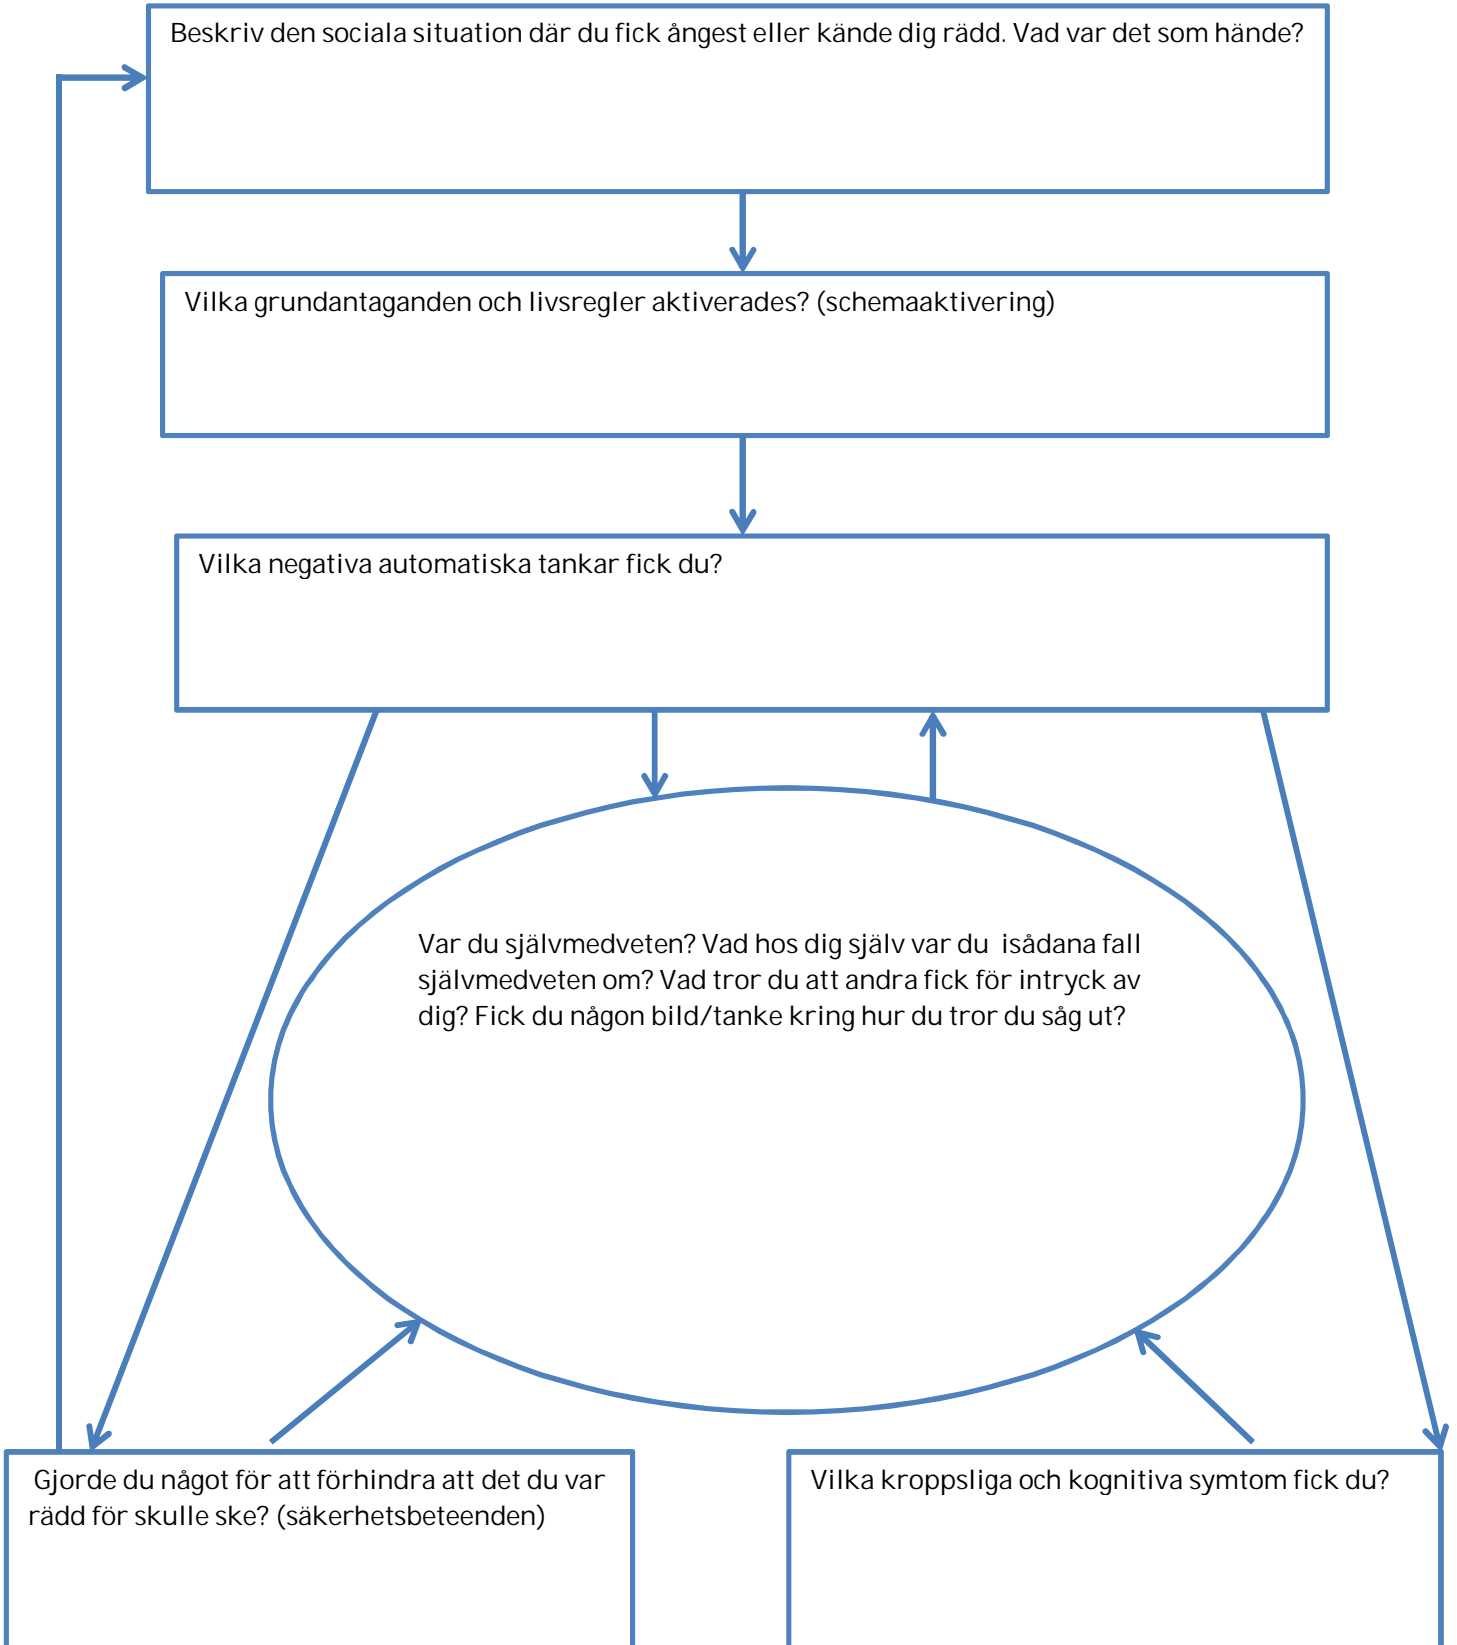 Beskriv den sociala situation där du fick ångest eller kände dig rädd. Vad var det som hände?
Vilka grundantaganden och livsregler aktiverades? (schemaaktivering)
Vilka negativa automatiska tankar fick du?
Var du självmedveten? Vad hos dig själv var du isådana fall
självmedveten om? Vad tror du att andra fick för intryck av
dig? Fick du någon bild/tanke kring hur du tror du såg ut?
Gjorde du något för att förhindra att det du var
rädd för skulle ske? (säkerhetsbeteenden)
Vilka kroppsliga och kognitiva symtom fick du?